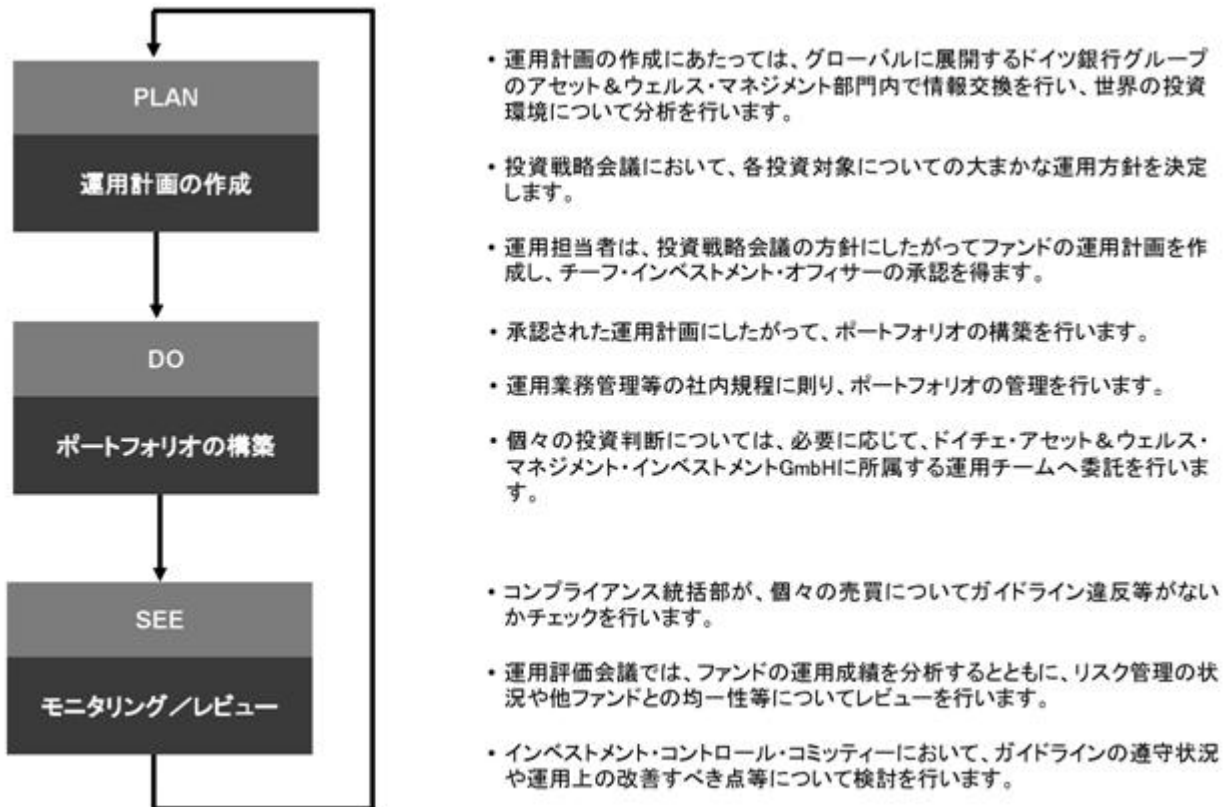 PLAN
運用計画の作成
・運用計画の作成にあたっては、グローバルに展開するドイツ銀行グループ
のアセット＆ウェルス・マネジメント部門内で情報交換を行い、世界の投資
環境について分析を行います。
・投資戦略会議において、各投資対象についての大まかな運用方針を決定
します。
・運用担当者は、投資戦略会議の方針にしたがってファンドの運用計画を作
成し、チーフ・インベストメント・オフィサーの承認を得ます。
DO
ポートフォリオの構築
・承認された運用計画にしたがって、ポートフォリオの構築を行います。
・運用業務管理等の社内規程に則り、ポートフォリオの管理を行います。
・個々の投資判断については、必要に応じて、ドイチェ・アセット＆ウェルス・
マネジメント・インベストメントGmbHに所属する運用チームへ委託を行いま
す。
SEE
モニタリング／レビュー
・コンプライアンス統括部が、個々の売買についてガイドライン違反等がない
かチェックを行います。
・運用評価会議では、ファンドの運用成績を分析するとともに、リスク管理の状
況や他ファンドとの均一性等についてレビューを行います。
・インベストメント・コントロール・コミッティーにおいて、ガイドラインの遵守状況
や運用上の改善すべき点等について検討を行います。